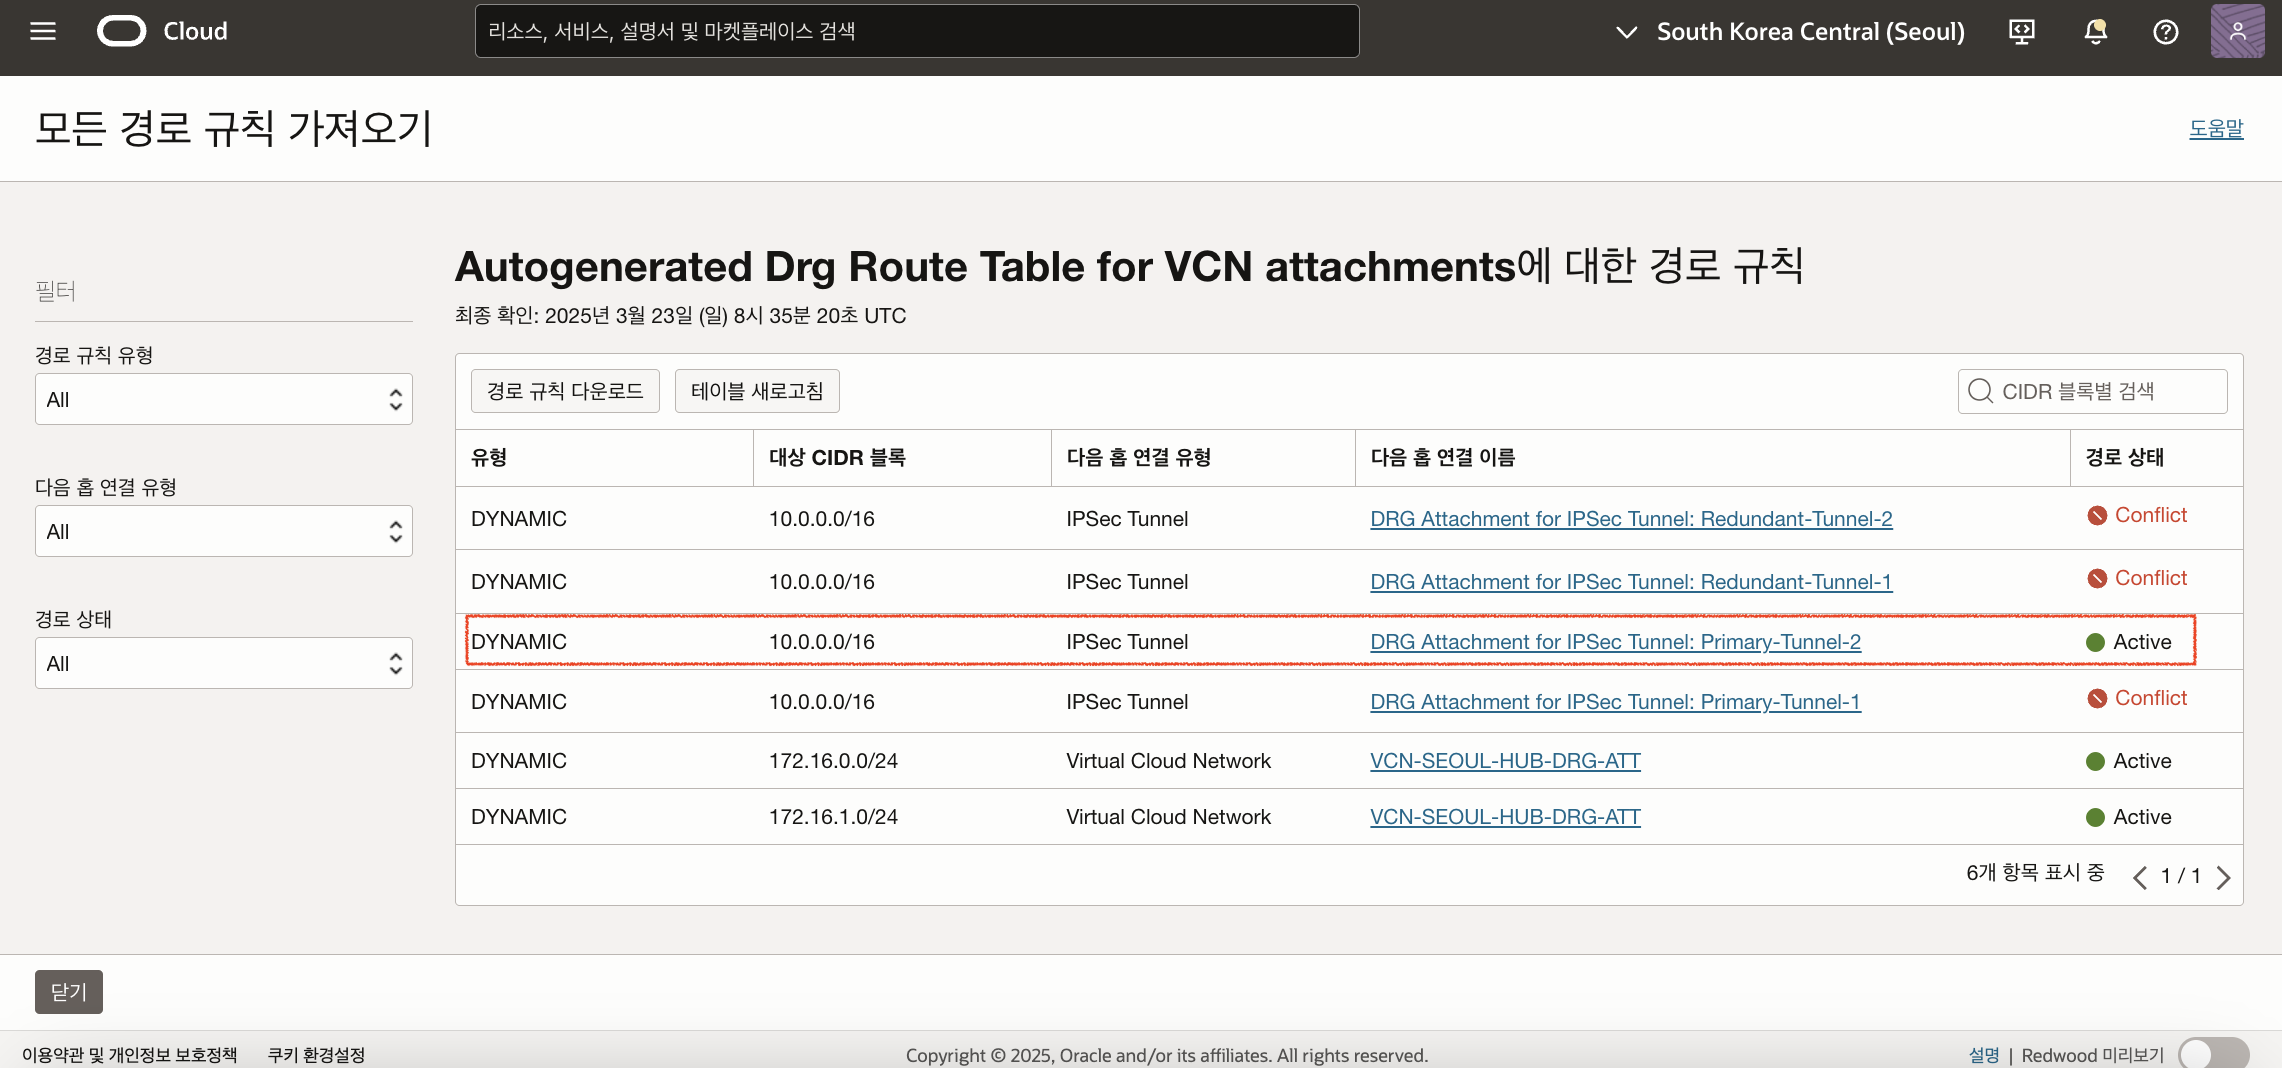 Cloud
리소스, 서비스, 설명서 및 마켓플레이스 검색
South Korea Central (Seoul)
모든 경로 규칙 가져오기
도움말
필터
경로 규칙 유형
All
다음 홉 연결 유형
All
경로 상태
All
Autogenerated Drg Route Table for VCN attachments에 대한 경로 규칙
최종 확인: 2025년 3월 23일 (일) 8시 35분 20초 UTC
경로 규칙 다운로드 테이블 새로고침 CIDR 블록별 검색
유형 대상 CIDR 블록 다음 홉 연결 유형 다음 홉 연결 이름 경로 상태
DYNAMIC 10.0.0.0/16 IPSec Tunnel DRG Attachment for IPSec Tunnel: Redundant-Tunnel-2 Conflict
DYNAMIC 10.0.0.0/16 IPSec Tunnel DRG Attachment for IPSec Tunnel: Redundant-Tunnel-1 Conflict
DYNAMIC 10.0.0.0/16 IPSec Tunnel DRG Attachment for IPSec Tunnel: Primary-Tunnel-2 Active
DYNAMIC 10.0.0.0/16 IPSec Tunnel DRG Attachment for IPSec Tunnel: Primary-Tunnel-1 Conflict
DYNAMIC 172.16.0.0/24 Virtual Cloud Network VCN-SEOUL-HUB-DRG-ATT Active
DYNAMIC 172.16.1.0/24 Virtual Cloud Network VCN-SEOUL-HUB-DRG-ATT Active
6개 항목 표시 중 1 / 1
닫기
이용약관 및 개인정보 보호정책 쿠키 환경설정 Copyright © 2025, Oracle and/or its affiliates. All rights reserved. 설명 | Redwood 미리보기